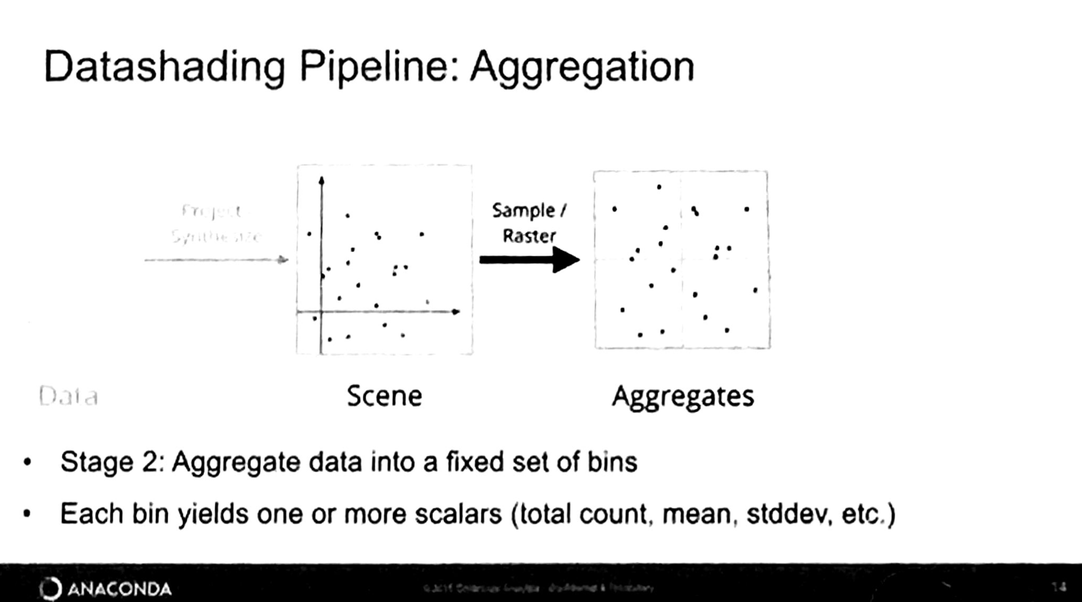 Datashading Pipeline: Aggregation
Project
Synthesize
Sample /
Raster
Data
Scene
Aggregates
• Stage 2: Aggregate data into a fixed set of bins
• Each bin yields one or more scalars (total count, mean, stddev, etc.)
ANACONDA
14